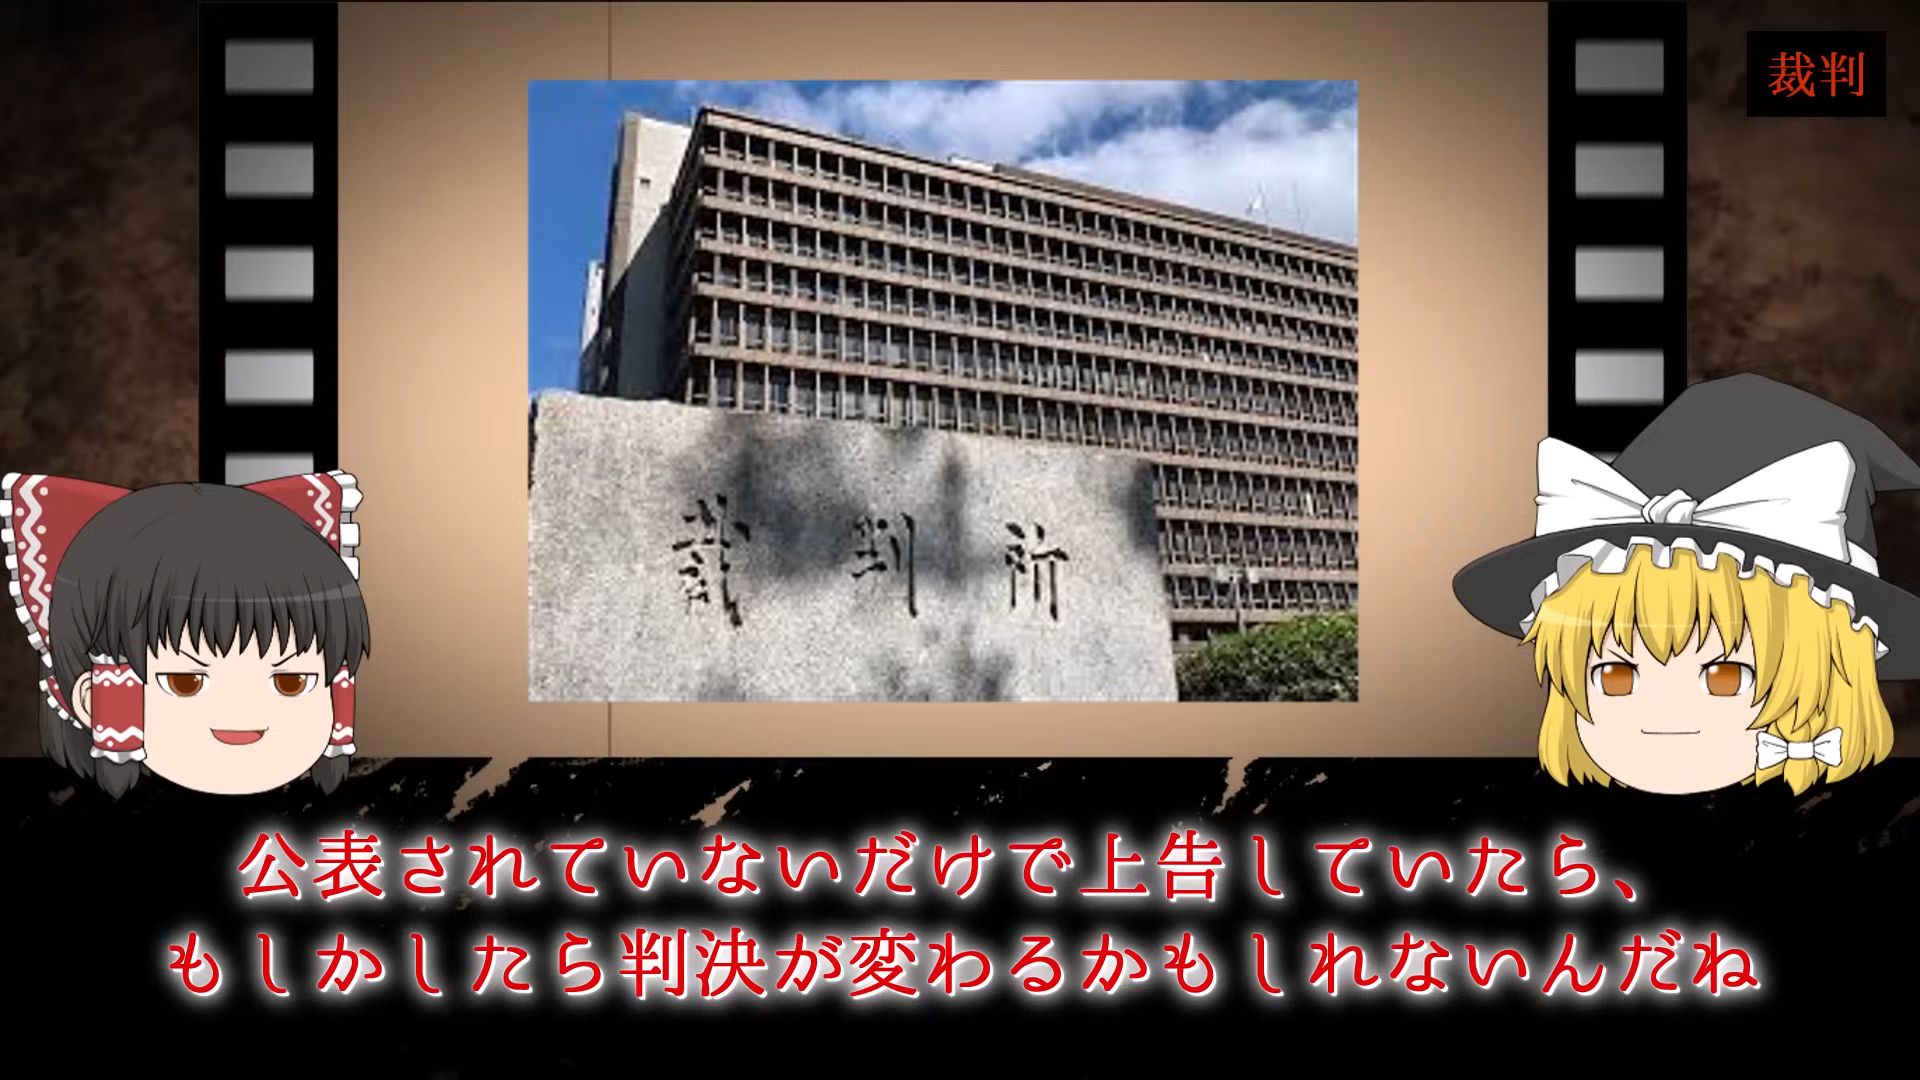 裁判
裁判所
公表されていないだけで上告していたら、
もしかしたら判決が変わるかもしれないんだね